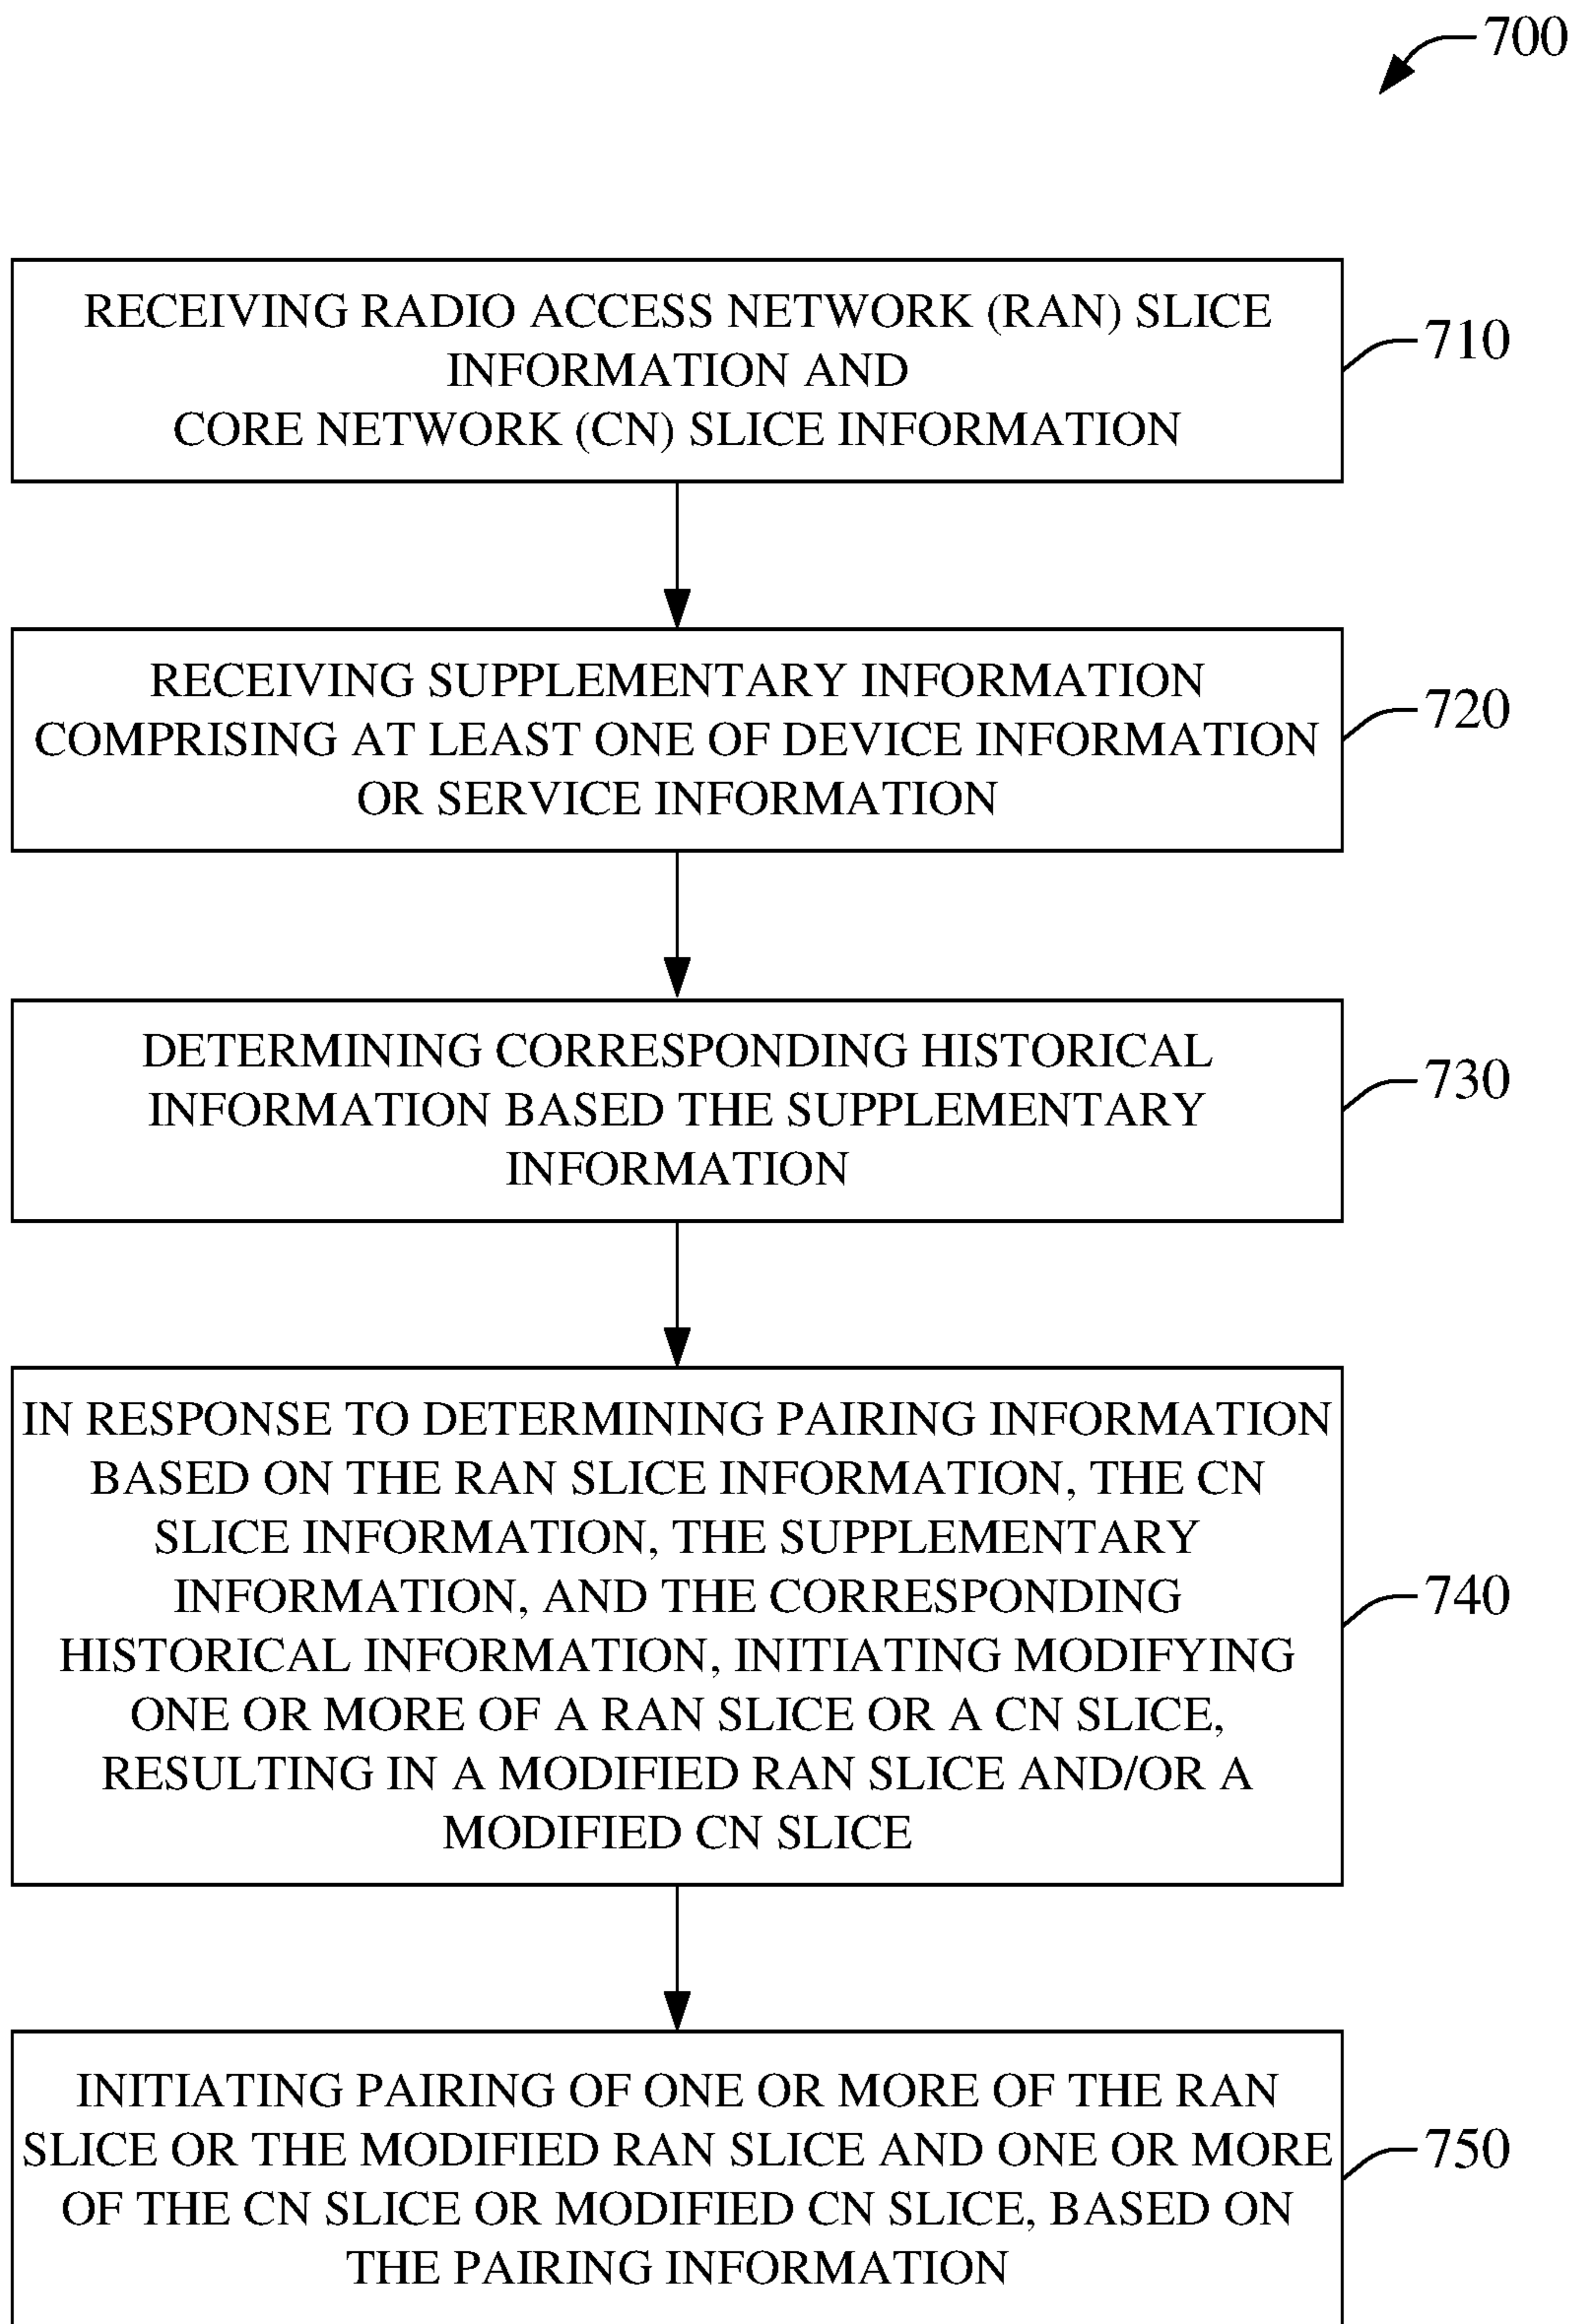 700
RECEIVING RADIO ACCESS NETWORK (RAN) SLICE
INFORMATION AND
CORE NETWORK (CN) SLICE INFORMATION
710
RECEIVING SUPPLEMENTARY INFORMATION
COMPRISING AT LEAST ONE OF DEVICE INFORMATION
OR SERVICE INFORMATION
720
DETERMINING CORRESPONDING HISTORICAL
INFORMATION BASED THE SUPPLEMENTARY
INFORMATION
730
IN RESPONSE TO DETERMINING PAIRING INFORMATION
BASED ON THE RAN SLICE INFORMATION, THE CN
SLICE INFORMATION, THE SUPPLEMENTARY
INFORMATION, AND THE CORRESPONDING
HISTORICAL INFORMATION, INITIATING MODIFYING
ONE OR MORE OF A RAN SLICE OR A CN SLICE,
RESULTING IN A MODIFIED RAN SLICE AND/OR A
MODIFIED CN SLICE
740
INITIATING PAIRING OF ONE OR MORE OF THE RAN
SLICE OR THE MODIFIED RAN SLICE AND ONE OR MORE
OF THE CN SLICE OR MODIFIED CN SLICE, BASED ON
THE PAIRING INFORMATION
750